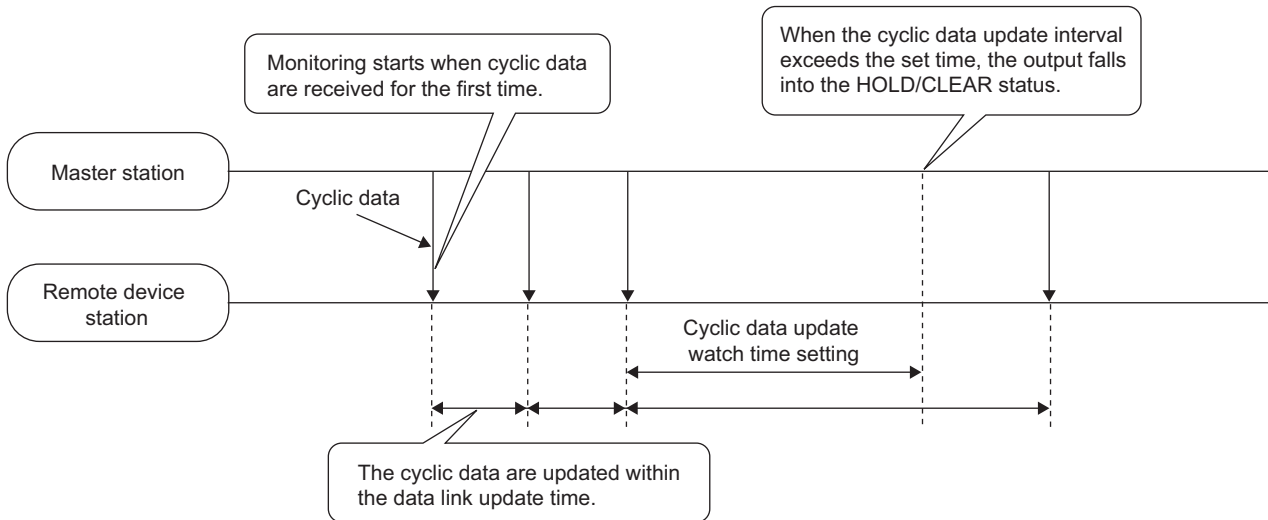 Monitoring starts when cyclic data
are received for the first time.
When the cyclic data update interval
exceeds the set time, the output falls
into the HOLD/CLEAR status.
Master station
Cyclic data
Remote device
station
Cyclic data update
watch time setting
The cyclic data are updated within
the data link update time.